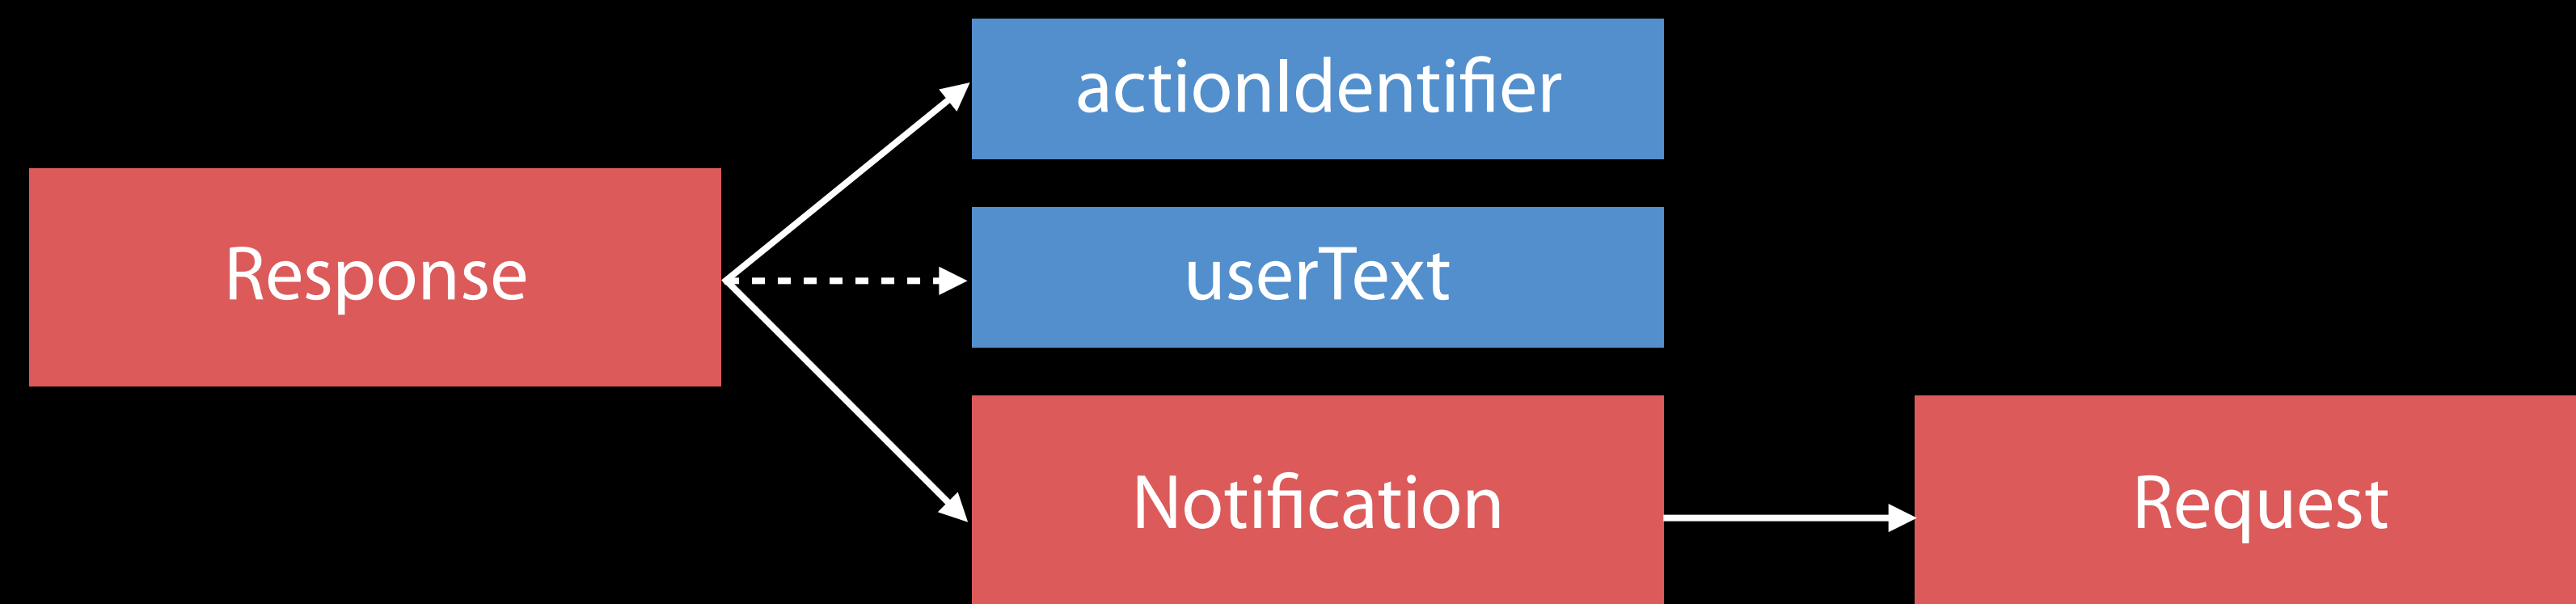 actionIdentifier
Response
userText
Notification
Request